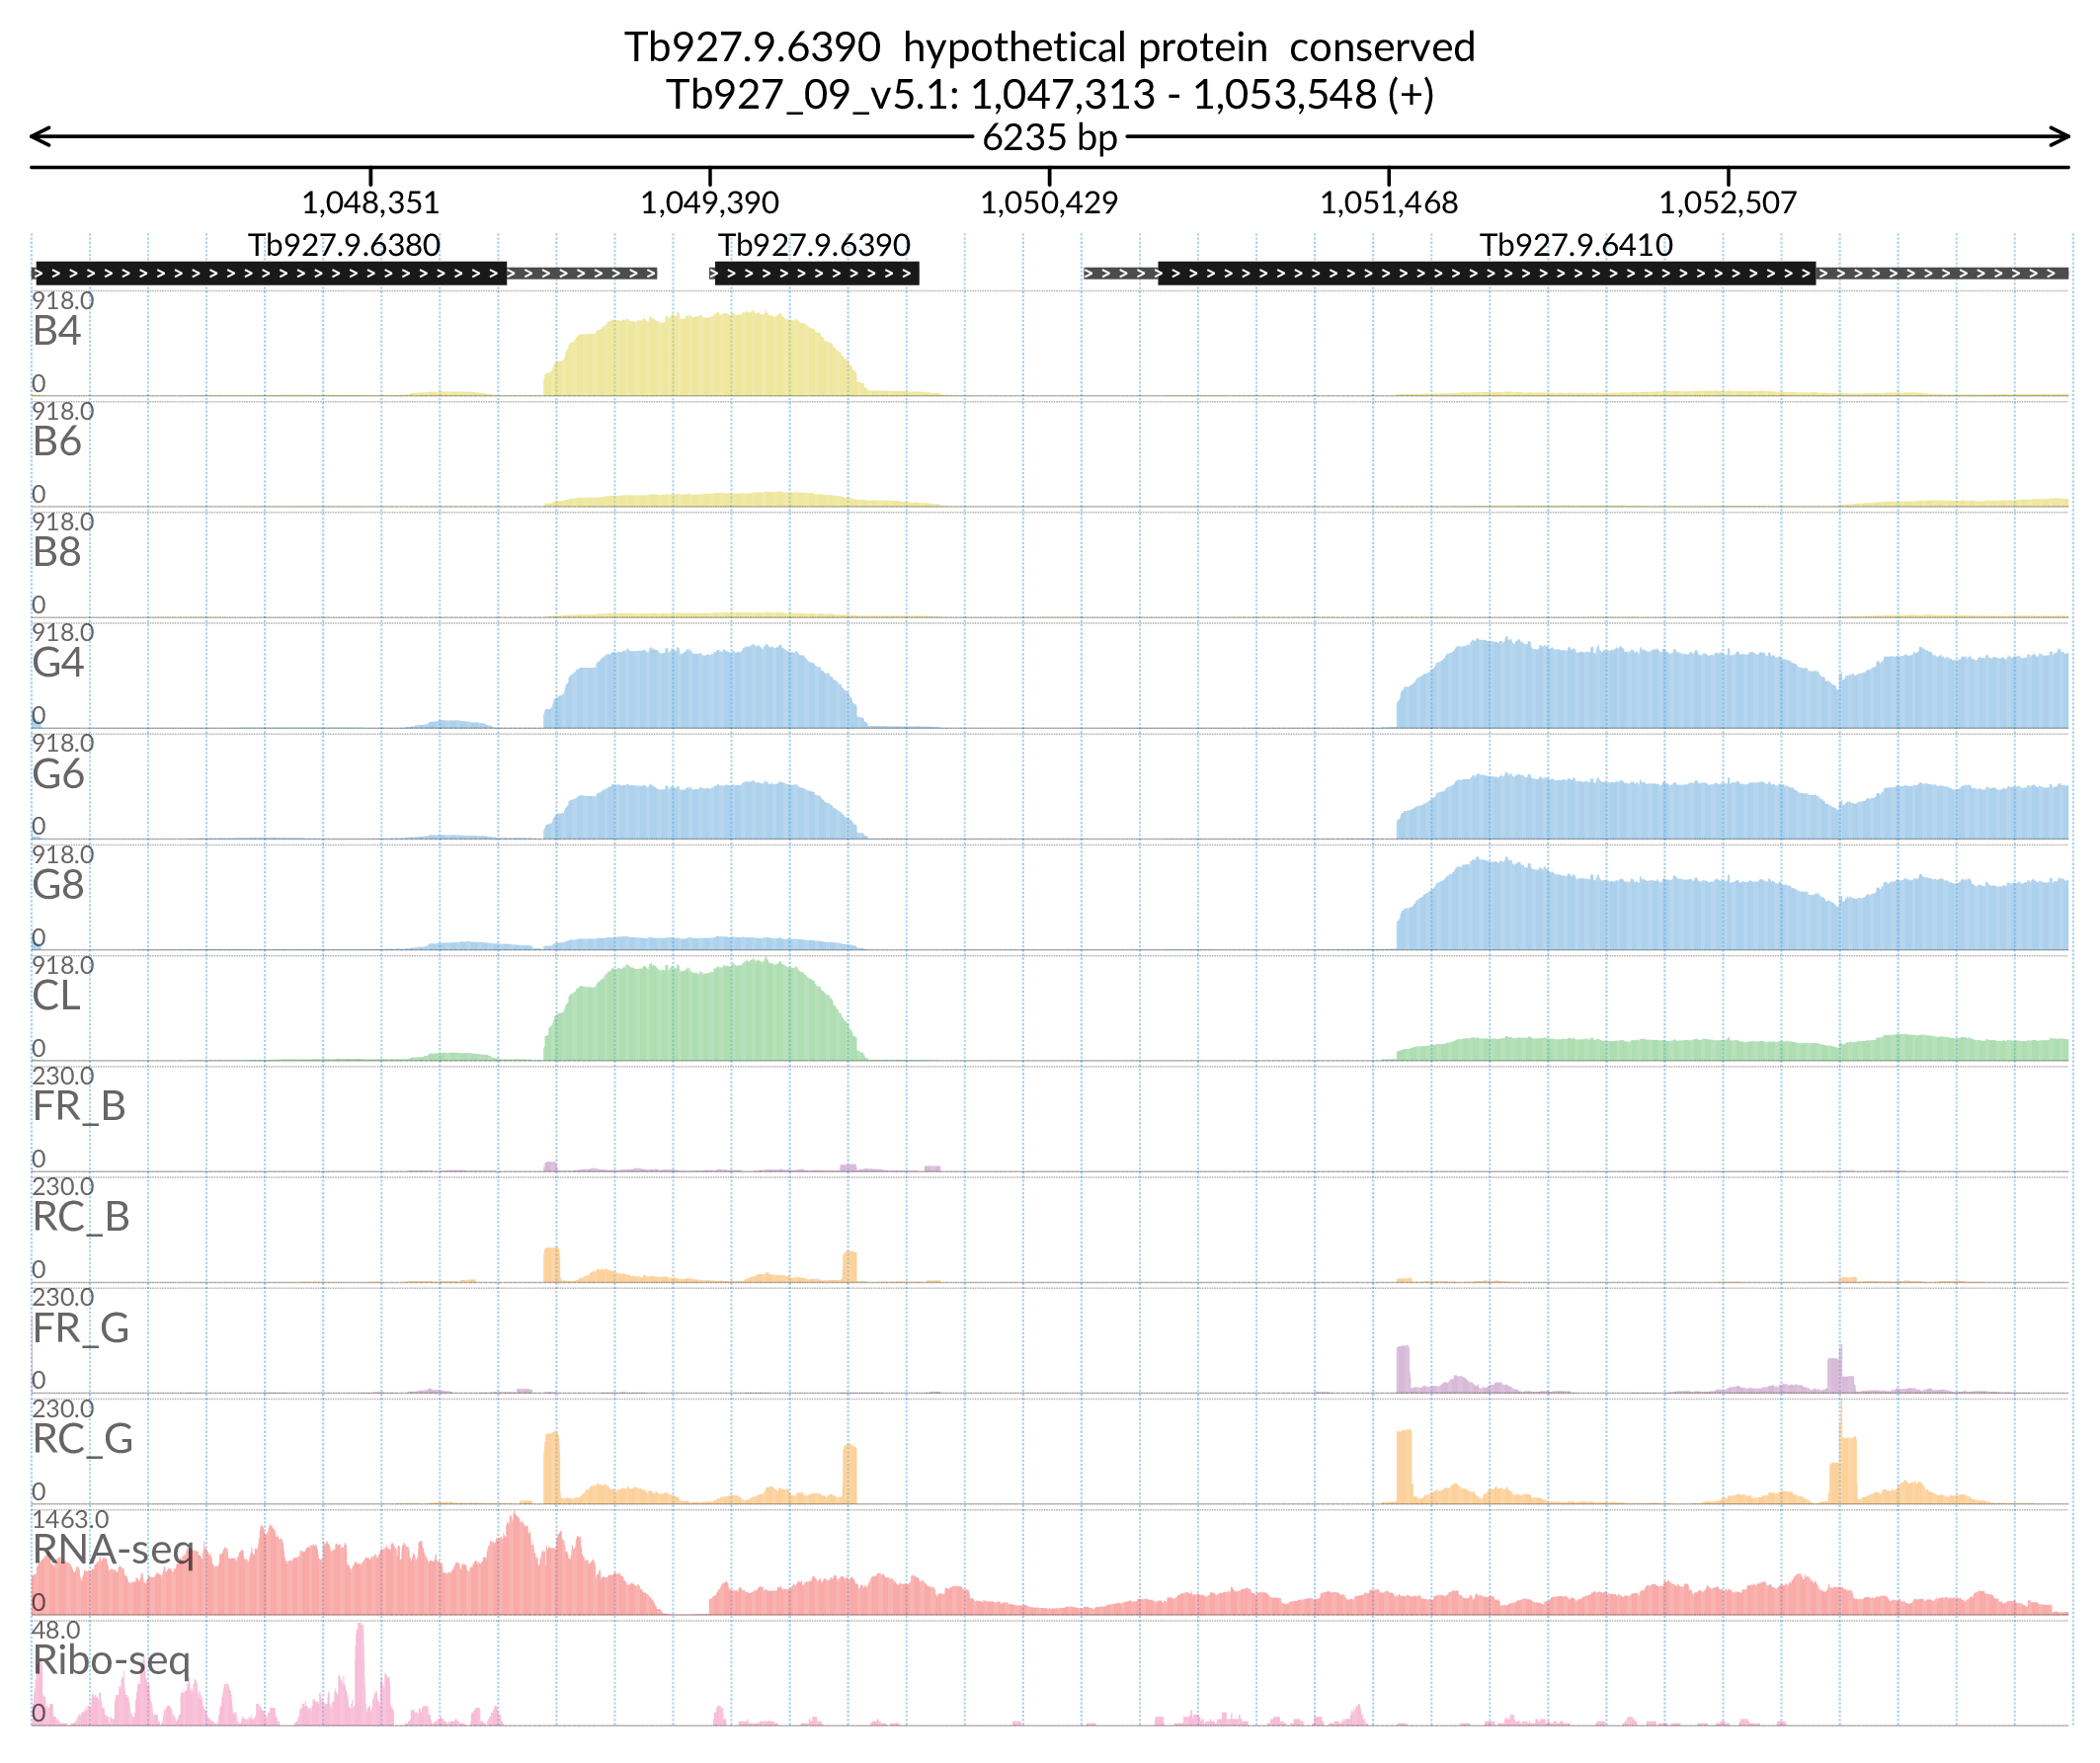 Tb927.9.6390 hypothetical protein conserved
Tb927_09_v5.1: 1,047,313 - 1,053,548 (+)
6235 bp
1,048,351 1,049,390 1,050,429 1,051,468 1,052,507
Tb927.9.6380 Tb927.9.6390 Tb927.9.6410
918.0
B4
0
918.0
B6
0
918.0
B8
0
918.0
G4
0
918.0
G6
0
918.0
G8
0
918.0
CL
0
230.0
FR_B
0
230.0
RC_B
0
230.0
FR_G
0
230.0
RC_G
0
1463.0
RNA-seq
0
48.0
Ribo-seq
0